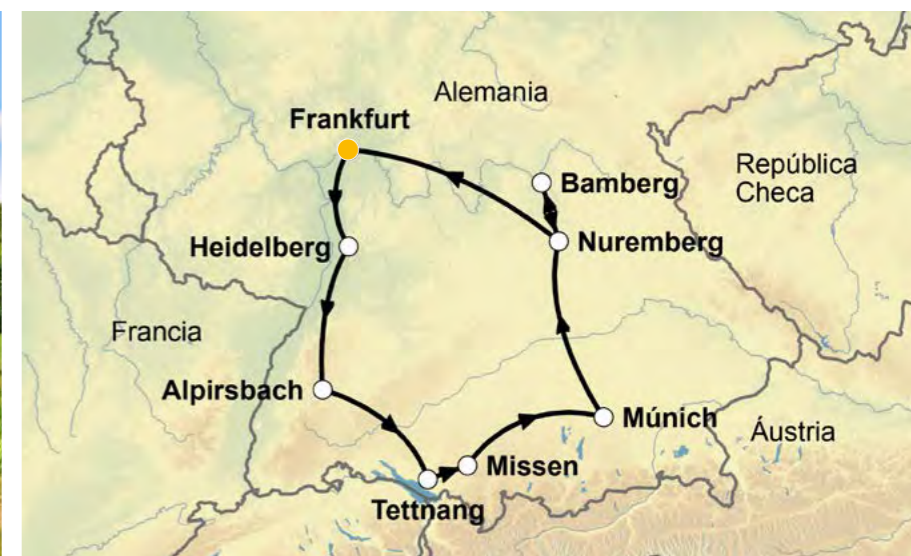 Alemania
Frankfurt
República
Checa
Bamberg
Nuremberg
Heidelberg
Francia
Alpirsbach
Múnich
Áustria
Missen
Tettnang